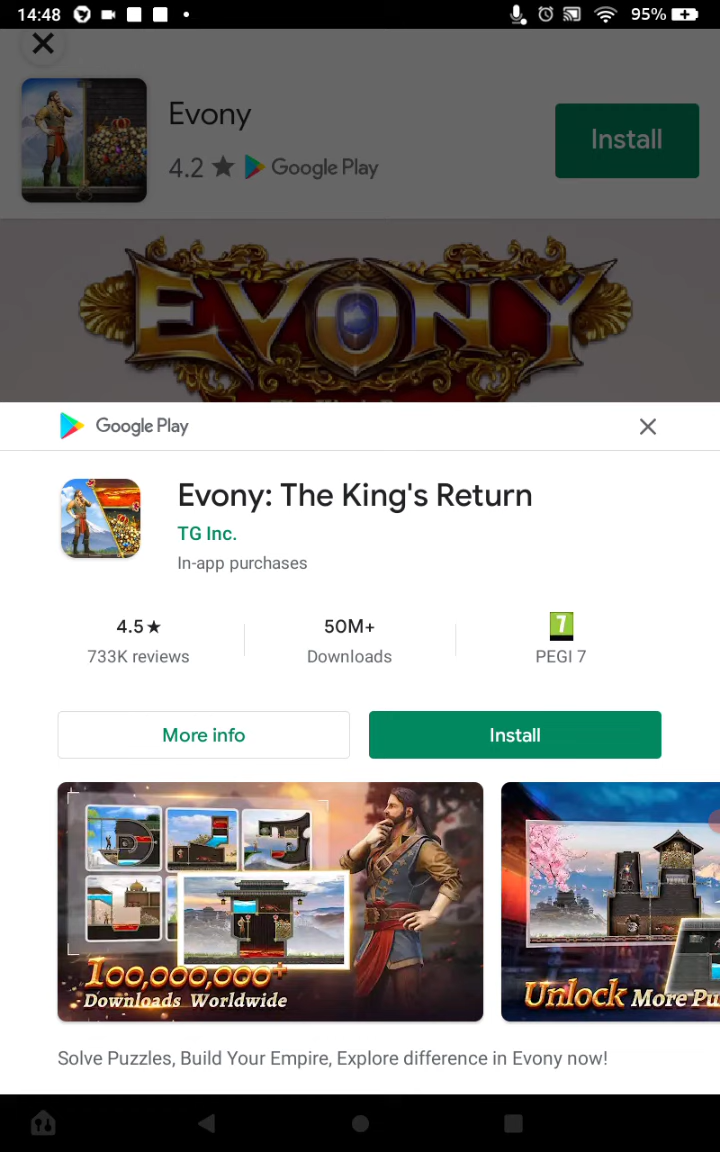 14:48
95%
Evony
4.2 ★ Google Play
Install
EVONY
Google Play
Evony: The King's Return
TG Inc.
In-app purchases
4.5★
50M+
7
733K reviews
Downloads
PEGI 7
More info
Install
100,000,000+
Downloads Worldwide
Unlock More Pu
Solve Puzzles, Build Your Empire, Explore difference in Evony now!